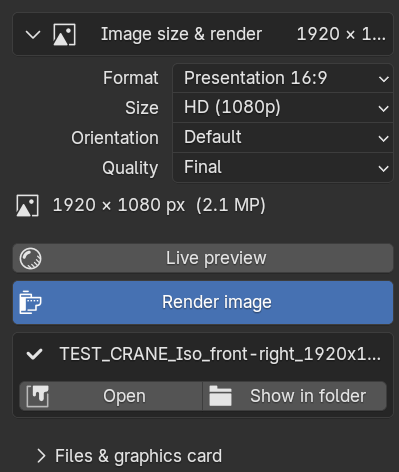 Image size & render 1920 × 1...
Format Presentation 16:9
Size HD (1080p)
Orientation Default
Quality Final
1920 × 1080 px (2.1 MP)
Live preview
Render image
TEST_CRANE_Iso_front-right_1920x1...
Open Show in folder
Files & graphics card